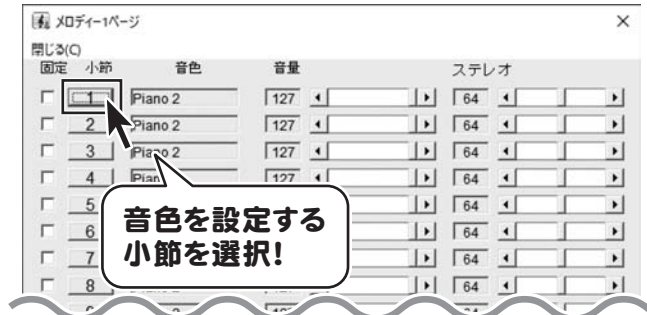 メロディー1ページ
閉じる(C)
固定 小節 音色 音量 ステレオ
1 Piano 2 127 64
2 Piano 2 127 64
3 Piano 2 127 64
4 127 64
5 64
6 64
7 64
8 64
音色を設定する
小節を選択!